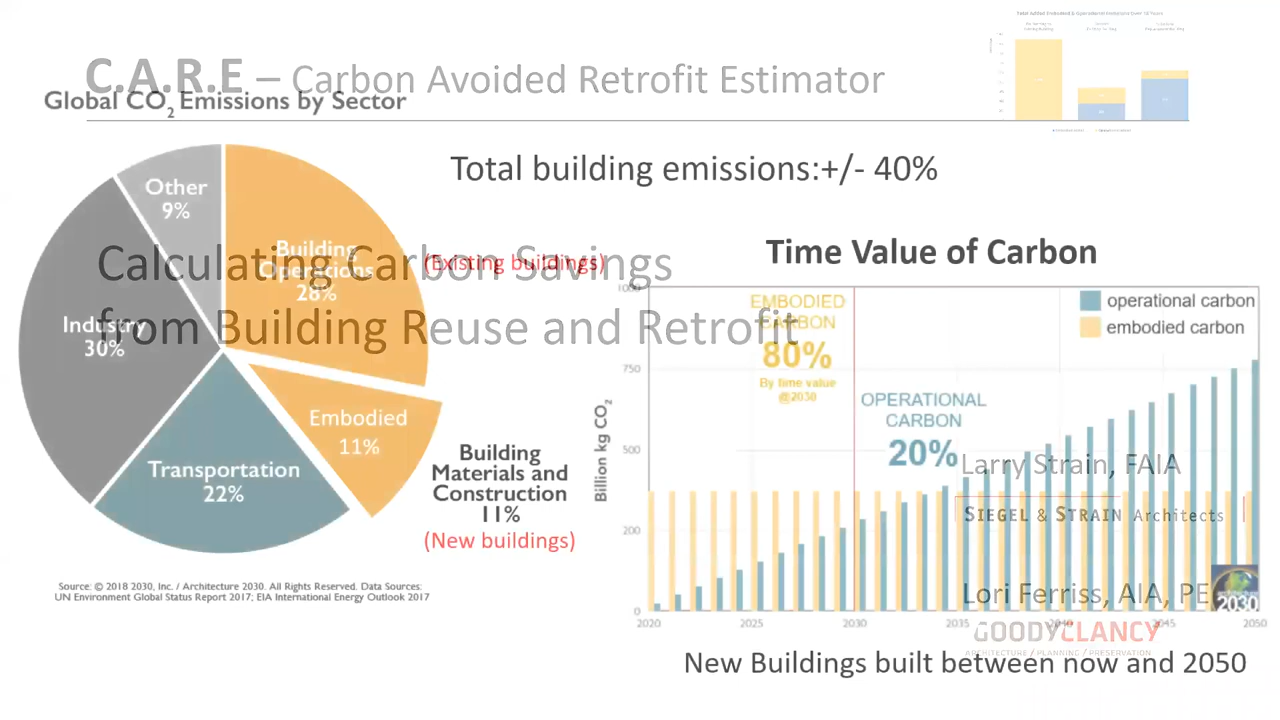 C.A.R.E – Carbon Avoided Retrofit Estimator
Global CO2 Emissions by Sector
Total building emissions:+/- 40%
Calculating Carbon Savings
from Building Reuse and Retrofit
Other
9%
Building
Operations
28%
(Existing buildings)
Industry
30%
Embodied
11%
Transportation
22%
Building
Materials and
Construction
11%
(New buildings)
Source: © 2018 2030, Inc. / Architecture 2030. All Rights Reserved. Data Sources:
UN Environment Global Status Report 2017; EIA International Energy Outlook 2017
Time Value of Carbon
operational carbon
embodied carbon
EMBODIED
CARBON
80%
By time value
@2030
OPERATIONAL
CARBON
20%
Billion kg CO2
1000
750
500
200
0
2020
2025
2030
2035
2040
2045
2050
Larry Strain, FAIA
SIEGEL & STRAIN Architects
Lori Ferriss, AIA, PE
2030
GOODYCLANCY
ARCHITECTURE / PLANNING / PRESERVATION
New Buildings built between now and 2050